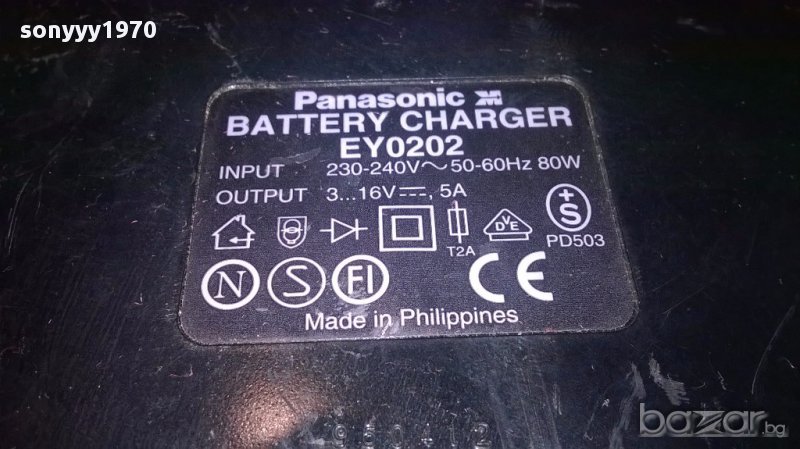 sonyyy1970
Panasonic
BATTERY CHARGER
EY0202
INPUT 230-240V～50-60Hz 80W
OUTPUT 3...16V⎓, 5A
T2A
DVE
+S
PD503
N S FI CE
Made in Philippines
bazar.bg